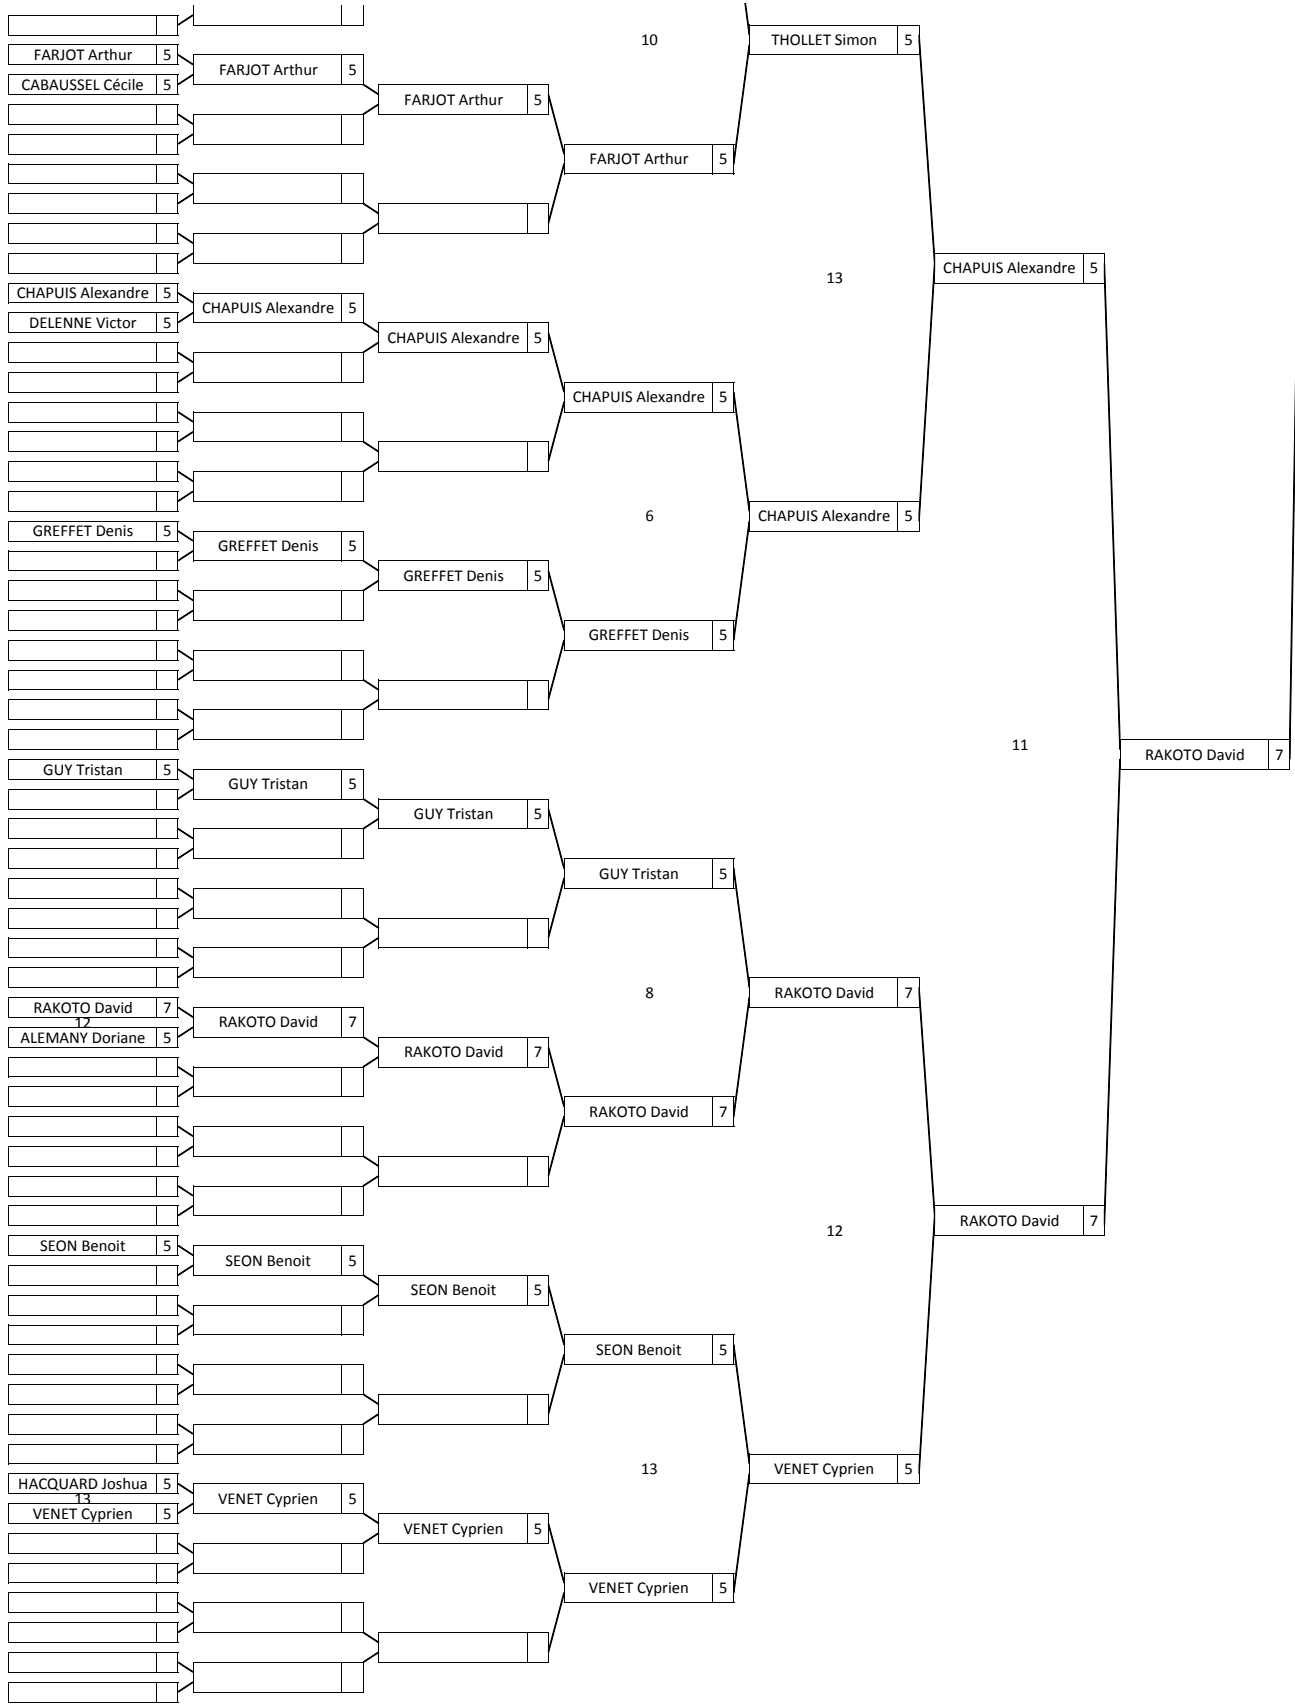 10
THOLLET Simon 5
FARJOT Arthur 5
FARJOT Arthur 5
CABAUSSEL Cécile 5
FARJOT Arthur 5
FARJOT Arthur 5
CHAPUIS Alexandre 5
13
CHAPUIS Alexandre 5
CHAPUIS Alexandre 5
DELENNE Victor 5
CHAPUIS Alexandre 5
CHAPUIS Alexandre 5
6
CHAPUIS Alexandre 5
GREFFET Denis 5
GREFFET Denis 5
GREFFET Denis 5
GREFFET Denis 5
11
RAKOTO David 7
GUY Tristan 5
GUY Tristan 5
GUY Tristan 5
GUY Tristan 5
8
RAKOTO David 7
RAKOTO David 7
12
RAKOTO David 7
ALEMANY Doriane 5
RAKOTO David 7
RAKOTO David 7
RAKOTO David 7
12
SEON Benoit 5
SEON Benoit 5
SEON Benoit 5
SEON Benoit 5
13
VENET Cyprien 5
HACQUARD Joshua 5
13
VENET Cyprien 5
VENET Cyprien 5
VENET Cyprien 5
VENET Cyprien 5